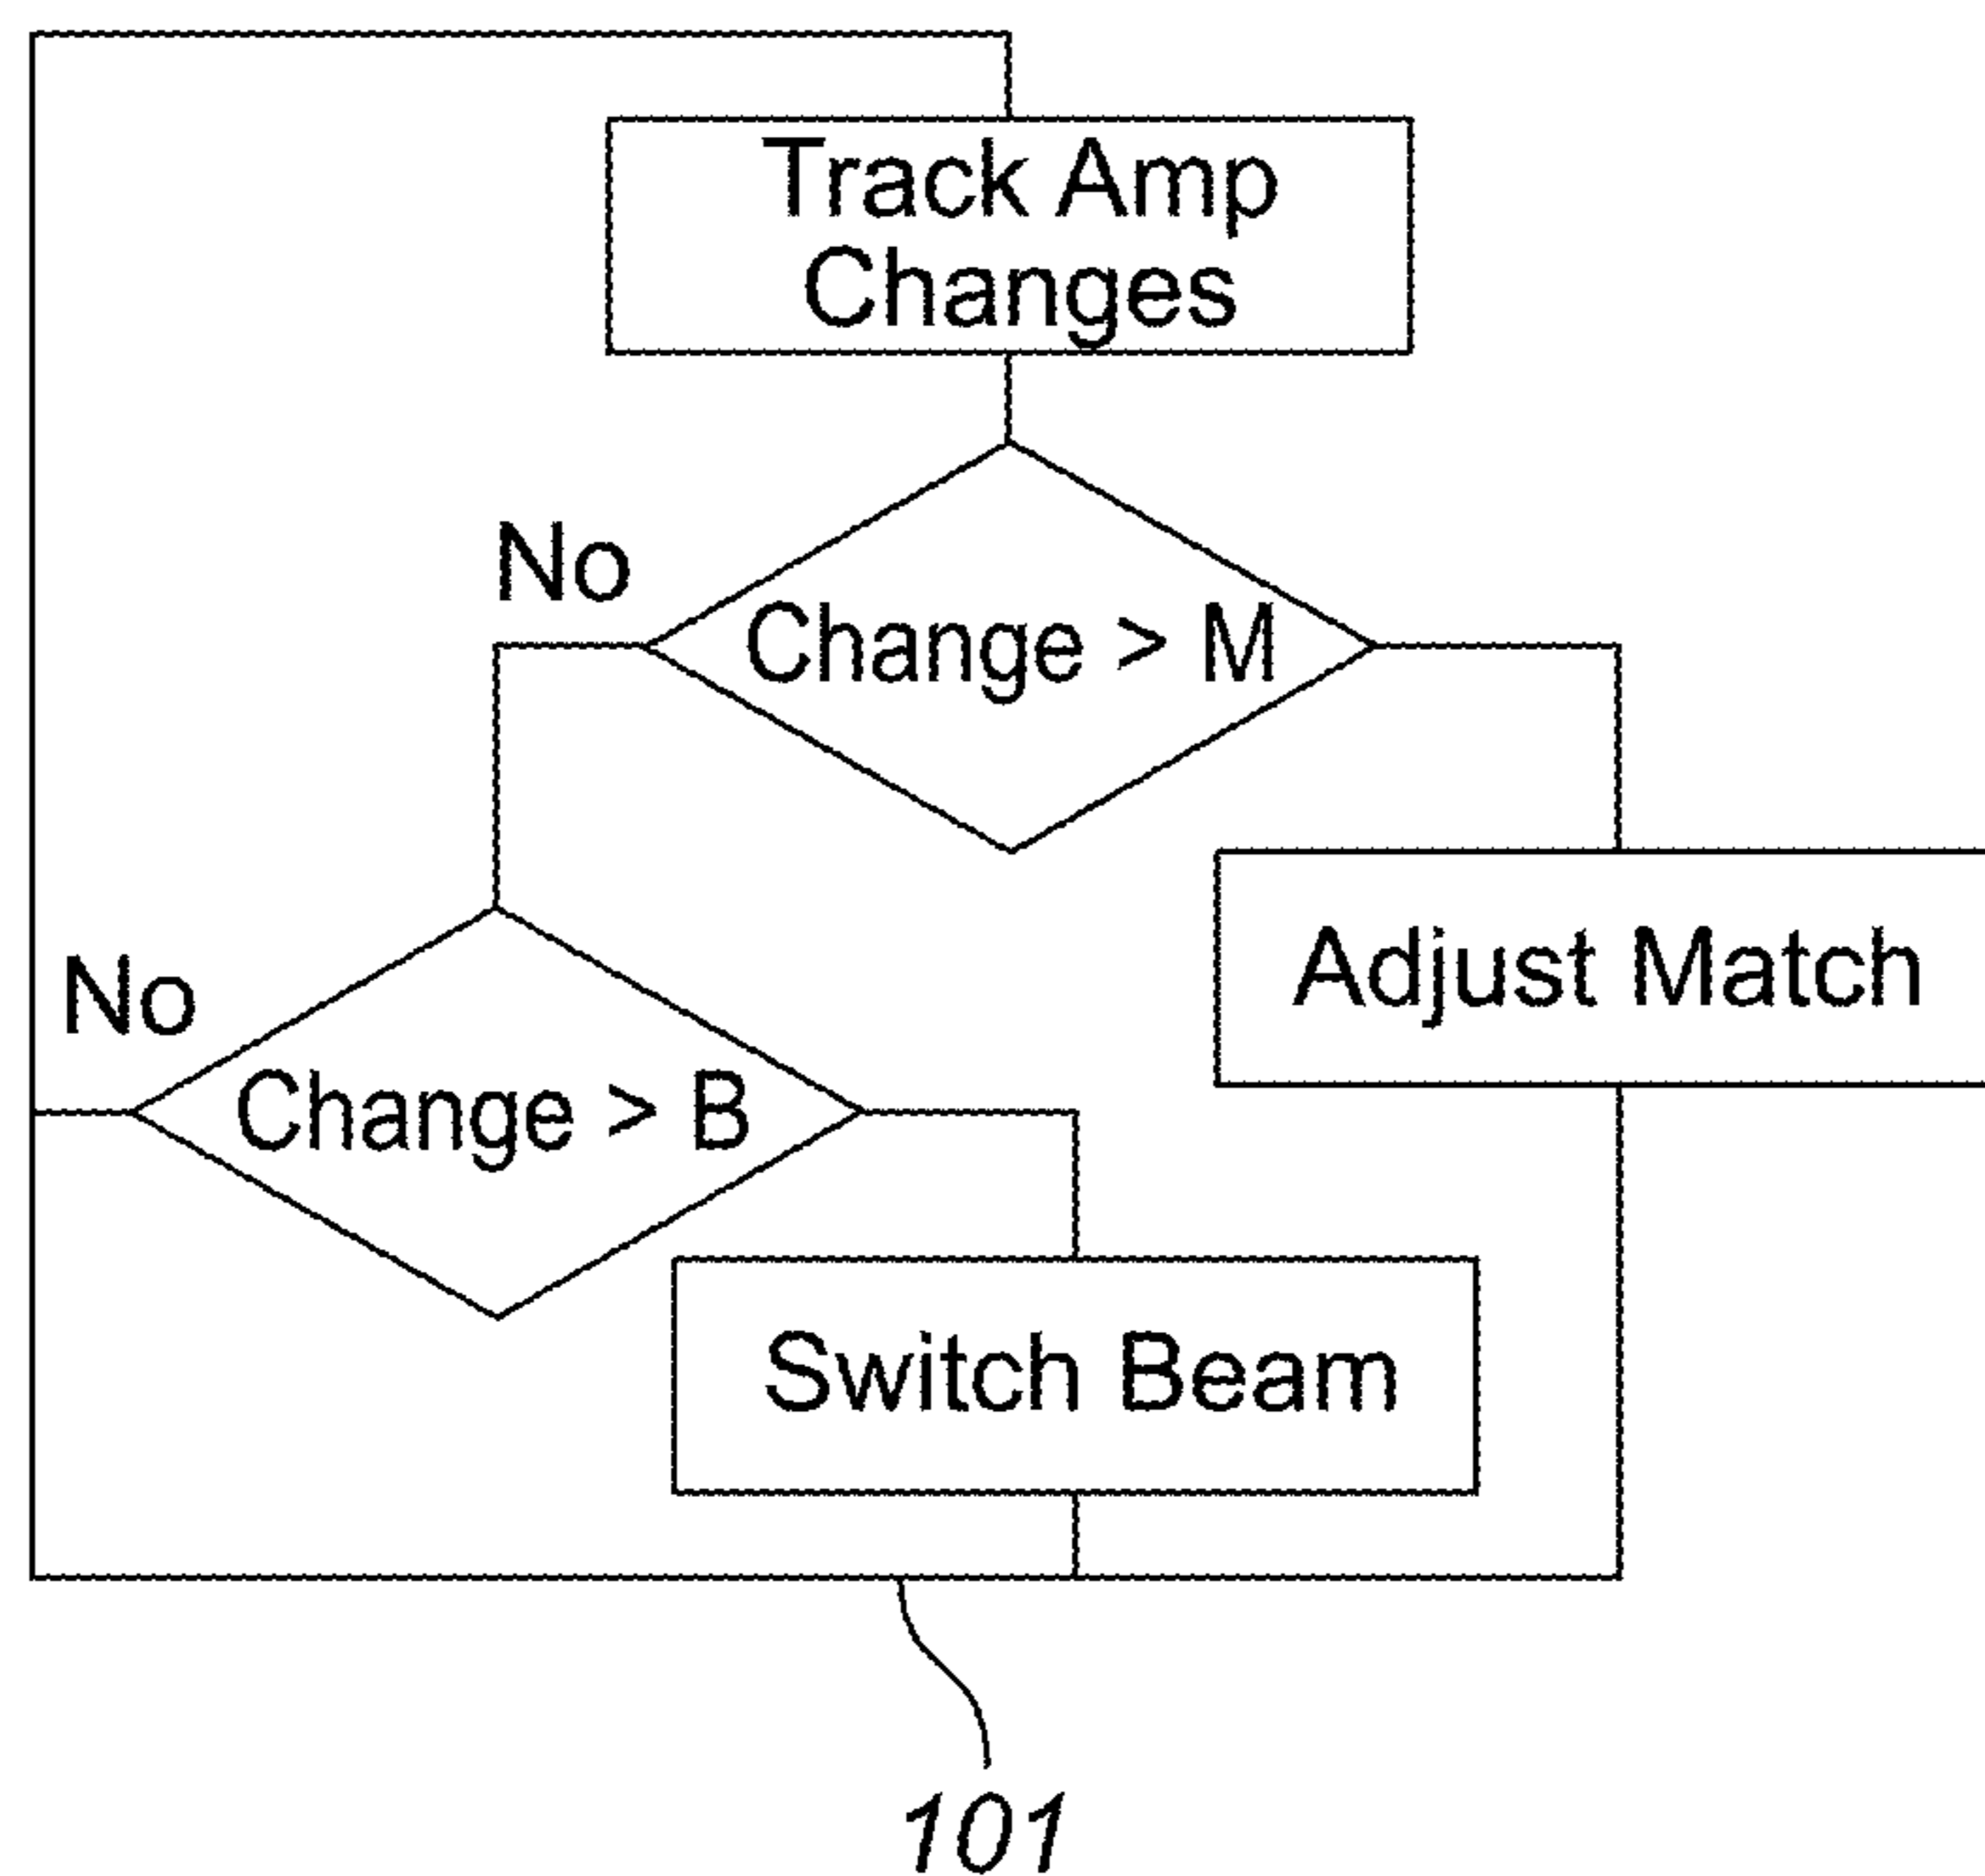 Track Amp
Changes
No
Change > M
Adjust Match
No
Change > B
Switch Beam
101